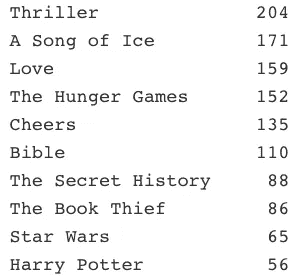 Thriller 204
A Song of Ice 171
Love 159
The Hunger Games 152
Cheers 135
Bible 110
The Secret History 88
The Book Thief 86
Star Wars 65
Harry Potter 56